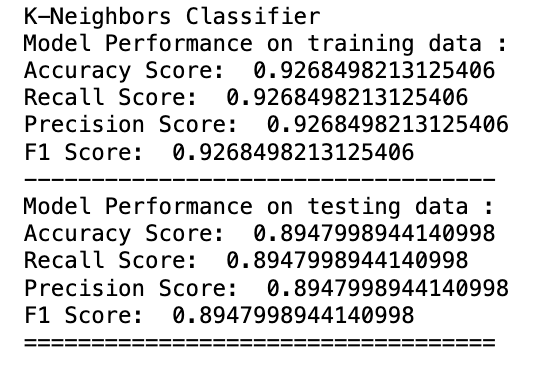 K-Neighbors Classifier
Model Performance on training data :
Accuracy Score:  0.9268498213125406
Recall Score:  0.9268498213125406
Precision Score:  0.9268498213125406
F1 Score:  0.9268498213125406
-----------------------------------
Model Performance on testing data :
Accuracy Score:  0.8947998944140998
Recall Score:  0.8947998944140998
Precision Score:  0.8947998944140998
F1 Score:  0.8947998944140998
===================================